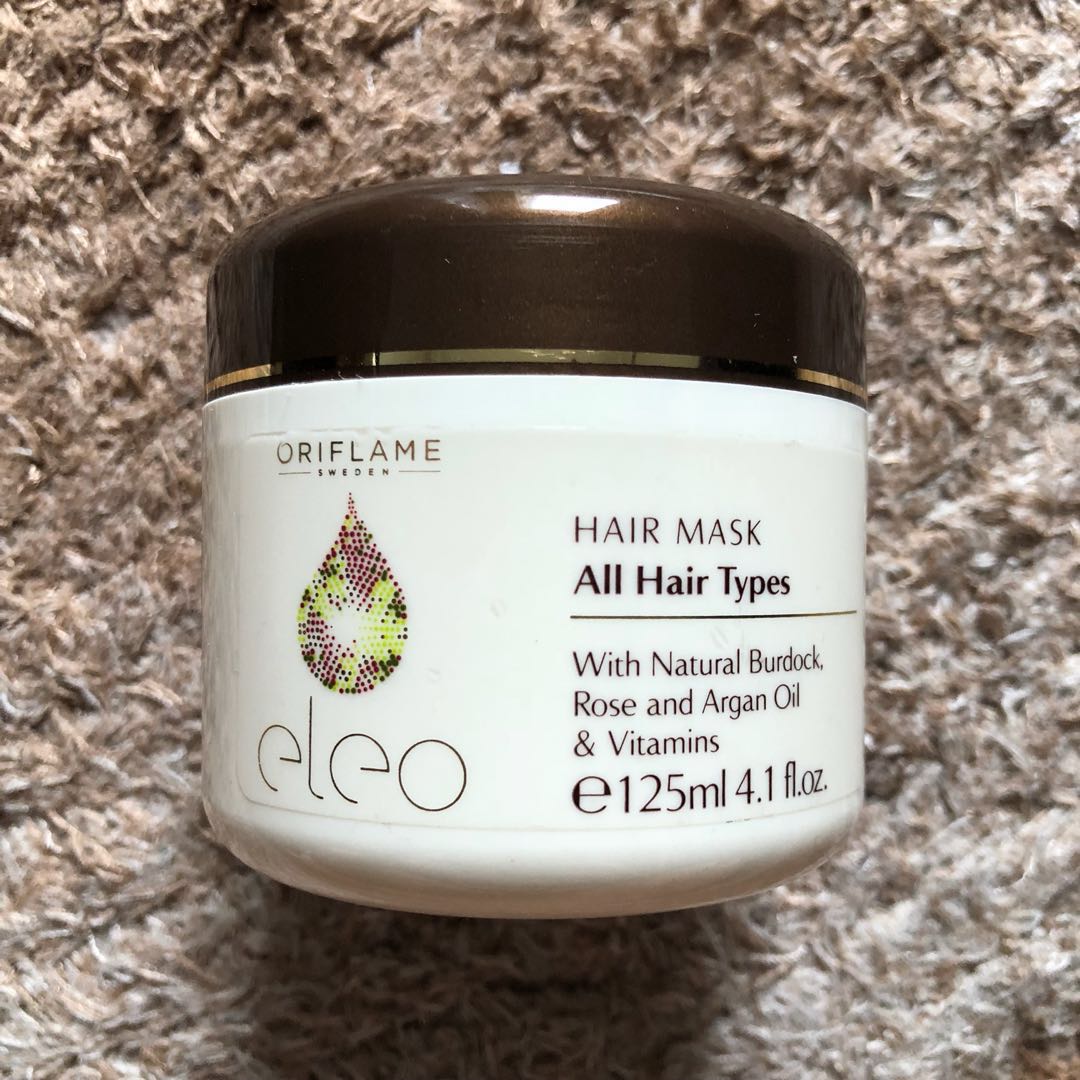 ORIFLAME
SWEDEN
eleo
HAIR MASK
All Hair Types
With Natural Burdock,
Rose and Argan Oil
& Vitamins
℮125ml 4.1 fl.oz.